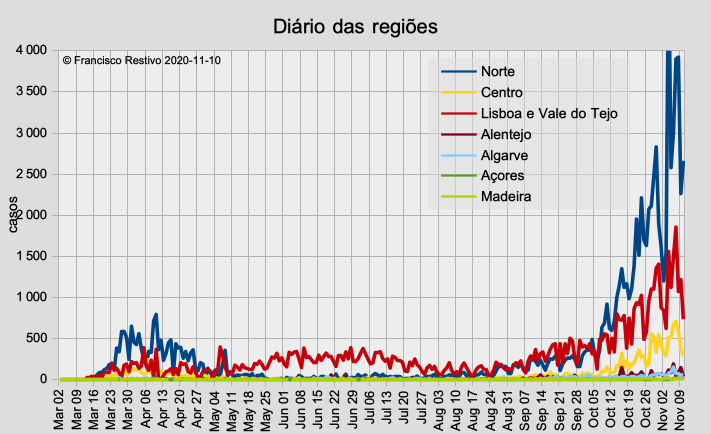 Diário das regiões
4 000
© Francisco Restivo 2020-11-10
Norte
Centro
Lisboa e Vale do Tejo
Alentejo
Algarve
Açores
Madeira
3 500
3 000
2 500
2 000
1 500
1 000
500
0
casos
Mar 02
Mar 09
Mar 16
Mar 23
Mar 30
Apr 06
Apr 13
Apr 20
Apr 27
May 04
May 11
May 18
May 25
Jun 01
Jun 08
Jun 15
Jun 22
Jun 29
Jul 06
Jul 13
Jul 20
Jul 27
Aug 03
Aug 10
Aug 17
Aug 24
Aug 31
Sep 07
Sep 14
Sep 21
Sep 28
Oct 05
Oct 12
Oct 19
Oct 26
Nov 02
Nov 09